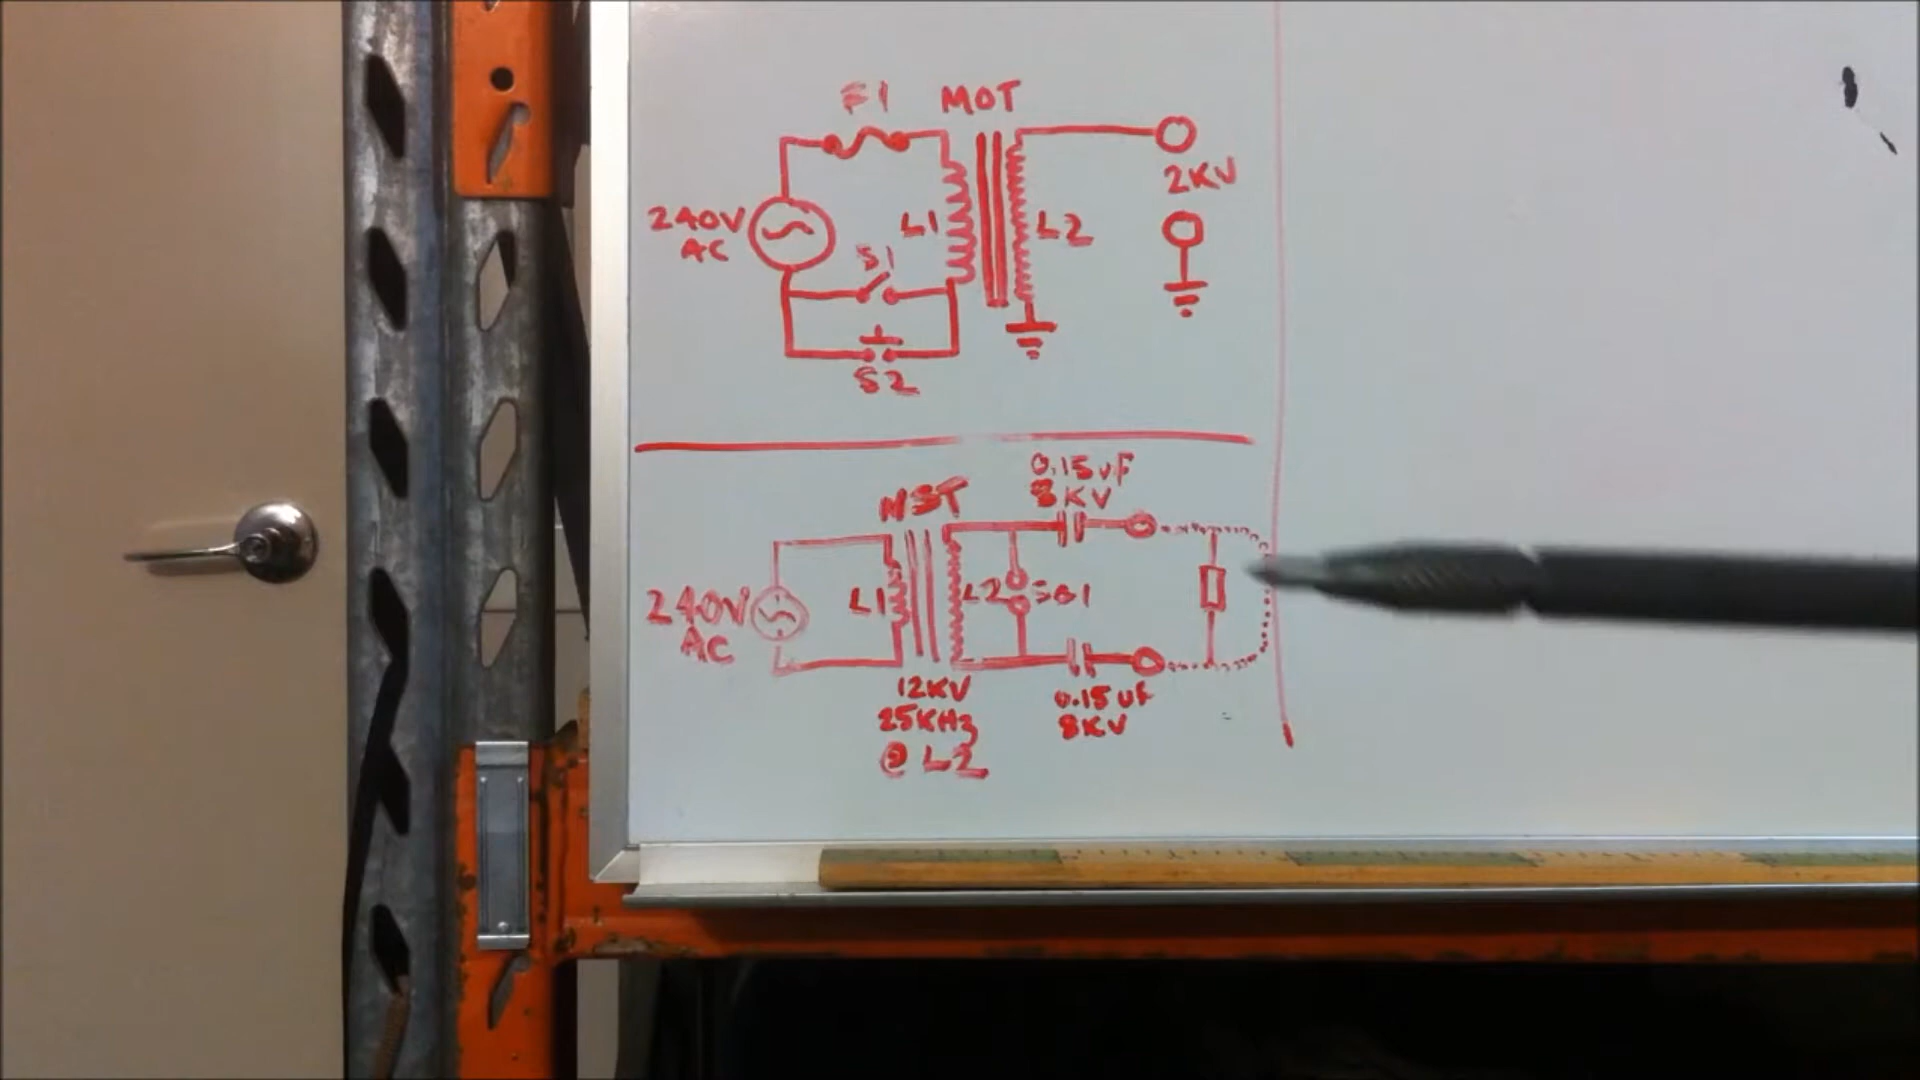 F1
MOT
2KV
240V
AC
L1
L2
S1
S2
0.15uF
8KV
NST
240V
AC
L1
L2
SG1
12KV
25KHz
@ L2
0.15uF
8KV